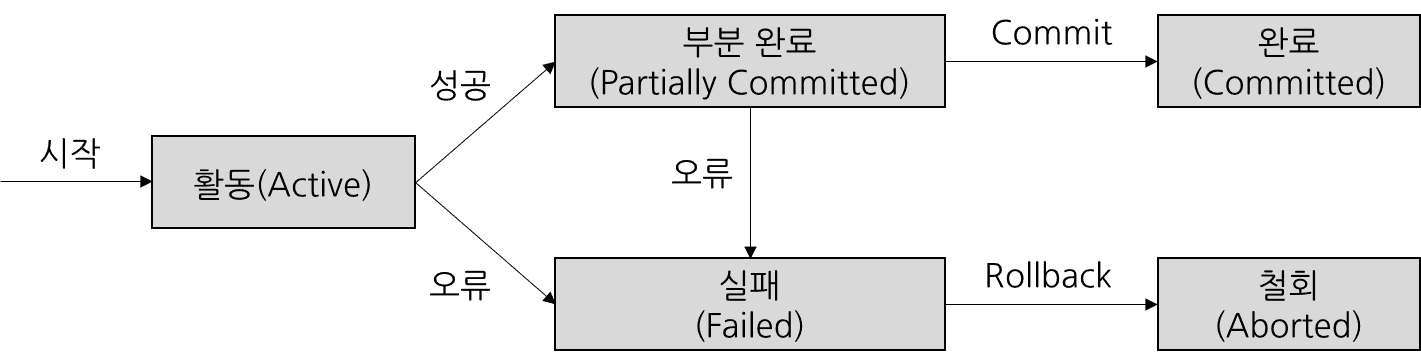 시작
활동(Active)
성공
오류
부분 완료
(Partially Committed)
오류
실패
(Failed)
Commit
완료
(Committed)
Rollback
철회
(Aborted)